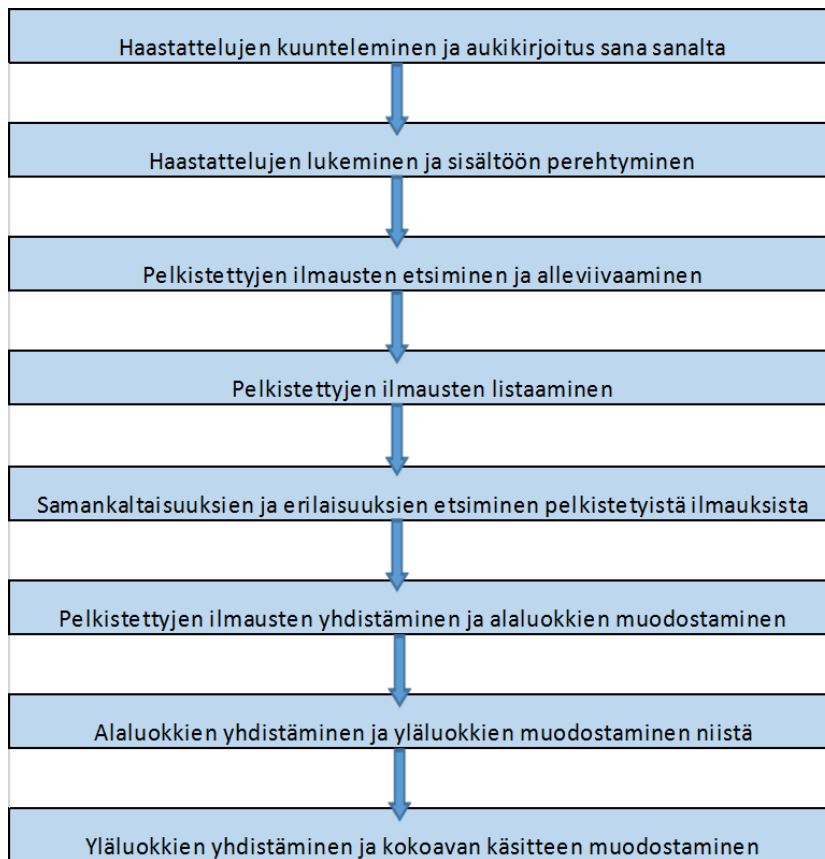 Haastattelujen kuunteleminen ja aukikirjoitus sana sanalta
Haastattelujen lukeminen ja sisältöön perehtyminen
Pelkistettyjen ilmausten etsiminen ja alleviivaaminen
Pelkistettyjen ilmausten listaaminen
Samankaltaisuuksien ja erilaisuuksien etsiminen pelkistetyistä ilmauksista
Pelkistettyjen ilmausten yhdistäminen ja alaluokkien muodostaminen
Alaluokkien yhdistäminen ja yläluokkien muodostaminen niistä
Yläluokkien yhdistäminen ja kokoavan käsitteen muodostaminen